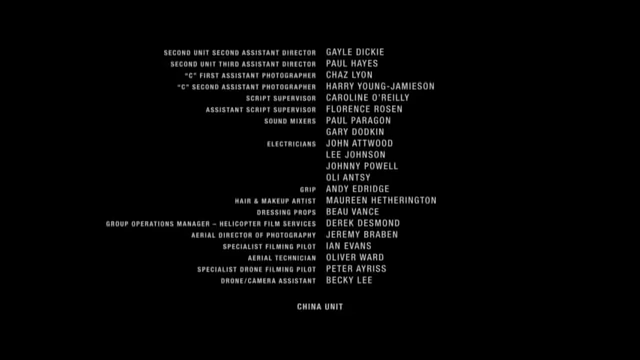 SECOND UNIT SECOND ASSISTANT DIRECTOR GAYLE DICKIE
SECOND UNIT THIRD ASSISTANT DIRECTOR PAUL HAYES
"C" FIRST ASSISTANT PHOTOGRAPHER CHAZ LYON
"C" SECOND ASSISTANT PHOTOGRAPHER HARRY YOUNG-JAMIESON
SCRIPT SUPERVISOR CAROLINE O'REILLY
ASSISTANT SCRIPT SUPERVISOR FLORENCE ROSEN
SOUND MIXERS PAUL PARAGON
GARY DODKIN
ELECTRICIANS JOHN ATTWOOD
LEE JOHNSON
JOHNNY POWELL
OLI ANTSY
GRIP ANDY EDRIDGE
HAIR & MAKEUP ARTIST MAUREEN HETHERINGTON
DRESSING PROPS BEAU VANCE
GROUP OPERATIONS MANAGER – HELICOPTER FILM SERVICES DEREK DESMOND
AERIAL DIRECTOR OF PHOTOGRAPHY JEREMY BRABEN
SPECIALIST FILMING PILOT IAN EVANS
AERIAL TECHNICIAN OLIVER WARD
SPECIALIST DRONE FILMING PILOT PETER AYRISS
DRONE/CAMERA ASSISTANT BECKY LEE
CHINA UNIT